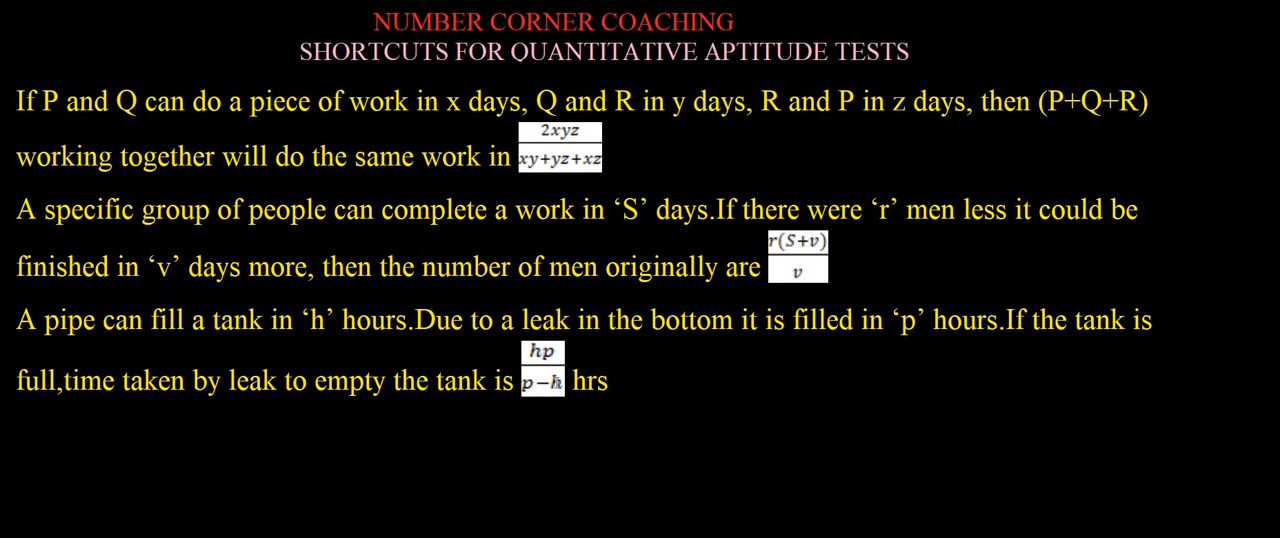 NUMBER CORNER COACHING
SHORTCUTS FOR QUANTITATIVE APTITUDE TESTS
If P and Q can do a piece of work in x days, Q and R in y days, R and P in z days, then (P+Q+R)
working together will do the same work in \frac{2xyz}{xy+yz+xz}
A specific group of people can complete a work in ‘S’ days.If there were ‘r’ men less it could be
finished in ‘v’ days more, then the number of men originally are \frac{r(S+v)}{v}
A pipe can fill a tank in ‘h’ hours.Due to a leak in the bottom it is filled in ‘p’ hours.If the tank is
full,time taken by leak to empty the tank is \frac{hp}{p-h} hrs